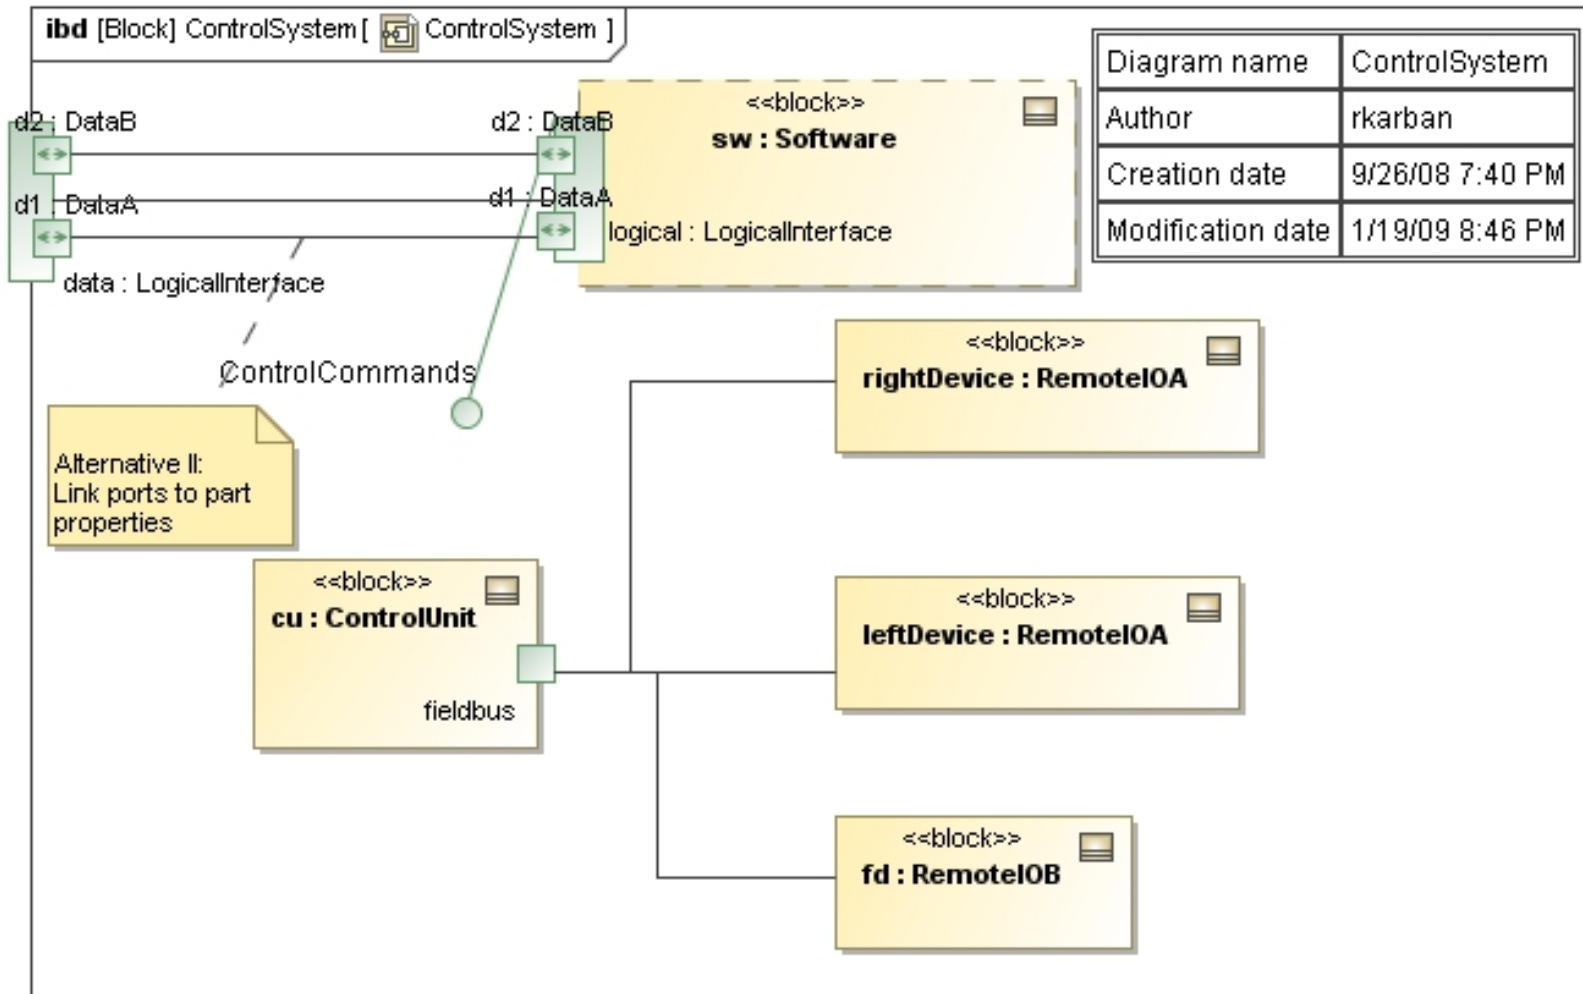 ibd [Block] ControlSystem [ ControlSystem ]
Diagram name ControlSystem
Author rkarban
Creation date 9/26/08 7:40 PM
Modification date 1/19/09 8:46 PM
d2 : DataB
d2 : DataB
<<block>>
sw : Software
d1 : DataA
d1 : DataA
logical : LogicalInterface
data : LogicalInterface
ControlCommands
<<block>>
rightDevice : RemoteIOA
Alternative II:
Link ports to part
properties
<<block>>
cu : ControlUnit
fieldbus
<<block>>
leftDevice : RemoteIOA
<<block>>
fd : RemoteIOB